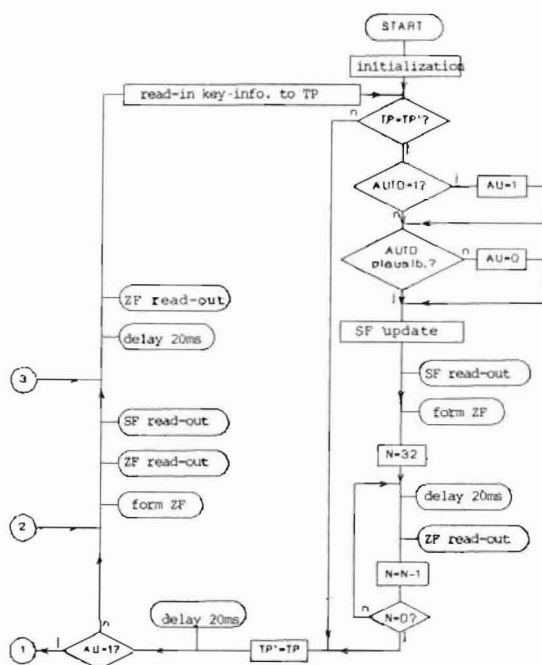 START
initialization
read-in key-info. to TP
n
TP=TP'?
j
AUTO=1?
j
AU=1
n
AUTO
plausib.?
n
AU=0
j
ZF read-out
SF update
delay 20ms
SF read-out
3
form ZF
SF read-out
N=32
ZF read-out
delay 20ms
form ZF
ZF read-out
2
N=N-1
delay 20ms
n
N=0?
j
n
1
j
AU=1?
TP'=TP